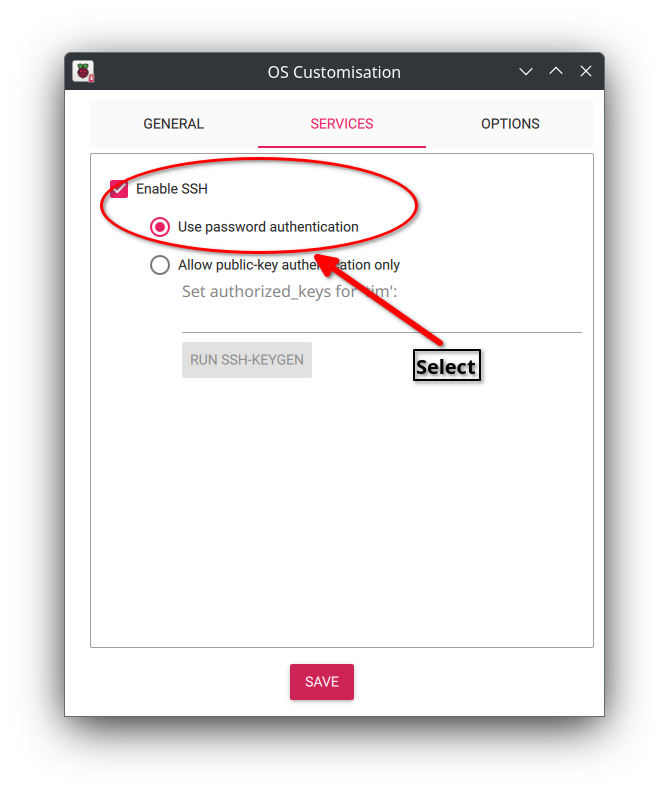 OS Customisation
GENERAL SERVICES OPTIONS
Enable SSH
Use password authentication
Allow public-key authentication only
Set authorized_keys for 'tim':
RUN SSH-KEYGEN
Select
SAVE